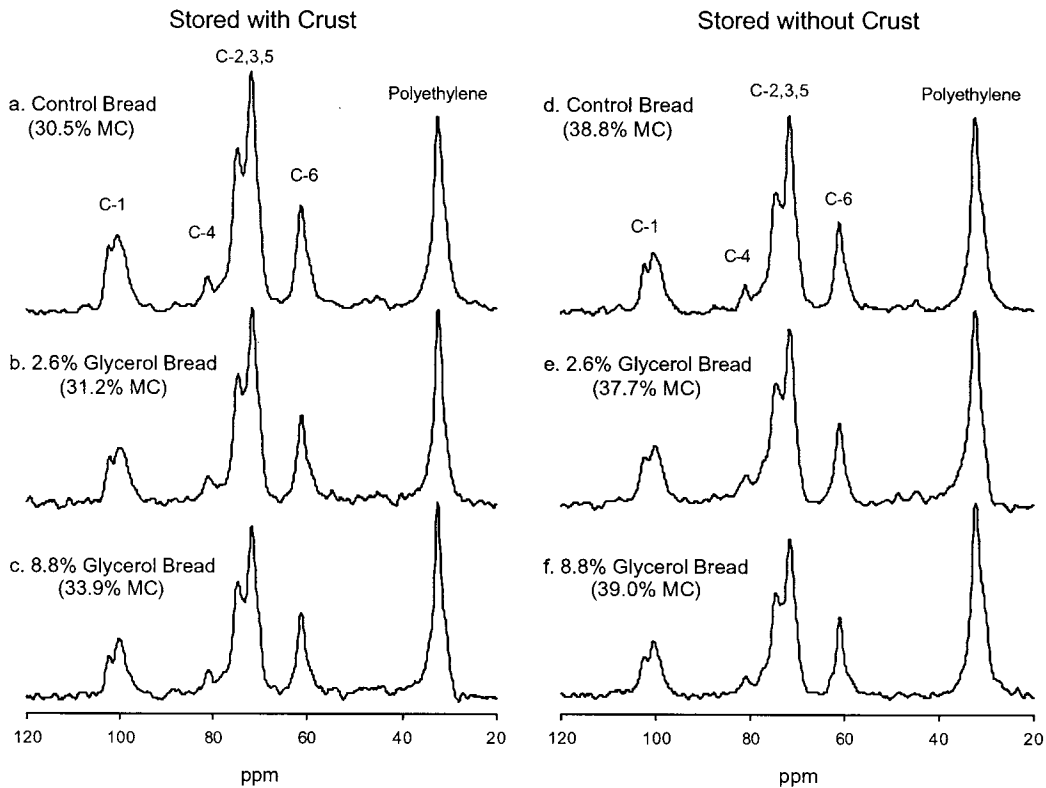 Stored with Crust
C-2,3,5
a. Control Bread
(30.5% MC)
Polyethylene
C-1
C-4
C-6
b. 2.6% Glycerol Bread
(31.2% MC)
c. 8.8% Glycerol Bread
(33.9% MC)
120 100 80 60 40 20
ppm
Stored without Crust
C-2,3,5
d. Control Bread
(38.8% MC)
Polyethylene
C-1
C-4
C-6
e. 2.6% Glycerol Bread
(37.7% MC)
f. 8.8% Glycerol Bread
(39.0% MC)
120 100 80 60 40 20
ppm